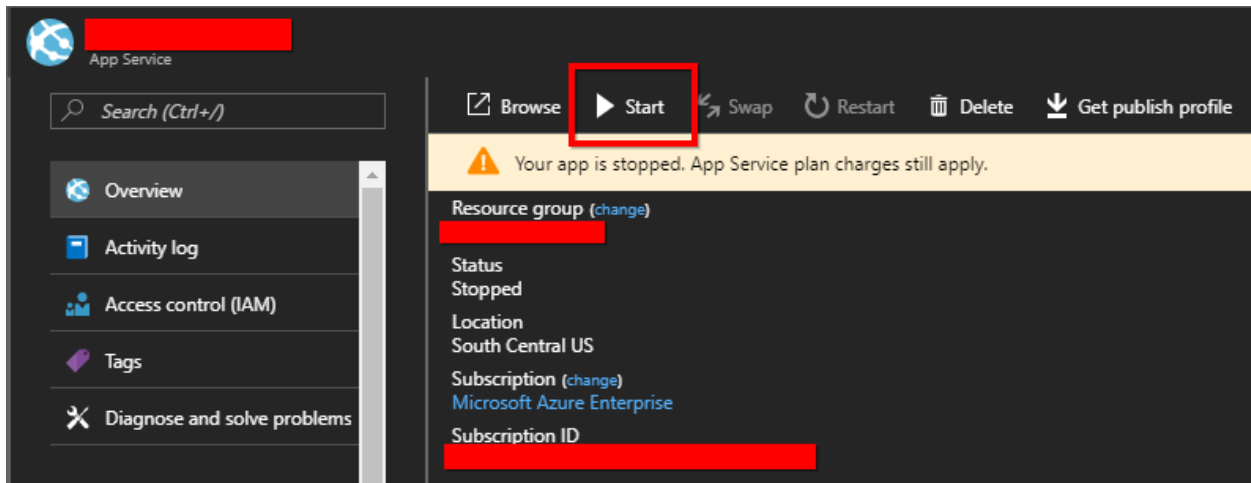 App Service
Search (Ctrl+/)
Browse Start Swap Restart Delete Get publish profile
Your app is stopped. App Service plan charges still apply.
Overview
Activity log
Access control (IAM)
Tags
Diagnose and solve problems
Resource group (change)
Status
Stopped
Location
South Central US
Subscription (change)
Microsoft Azure Enterprise
Subscription ID